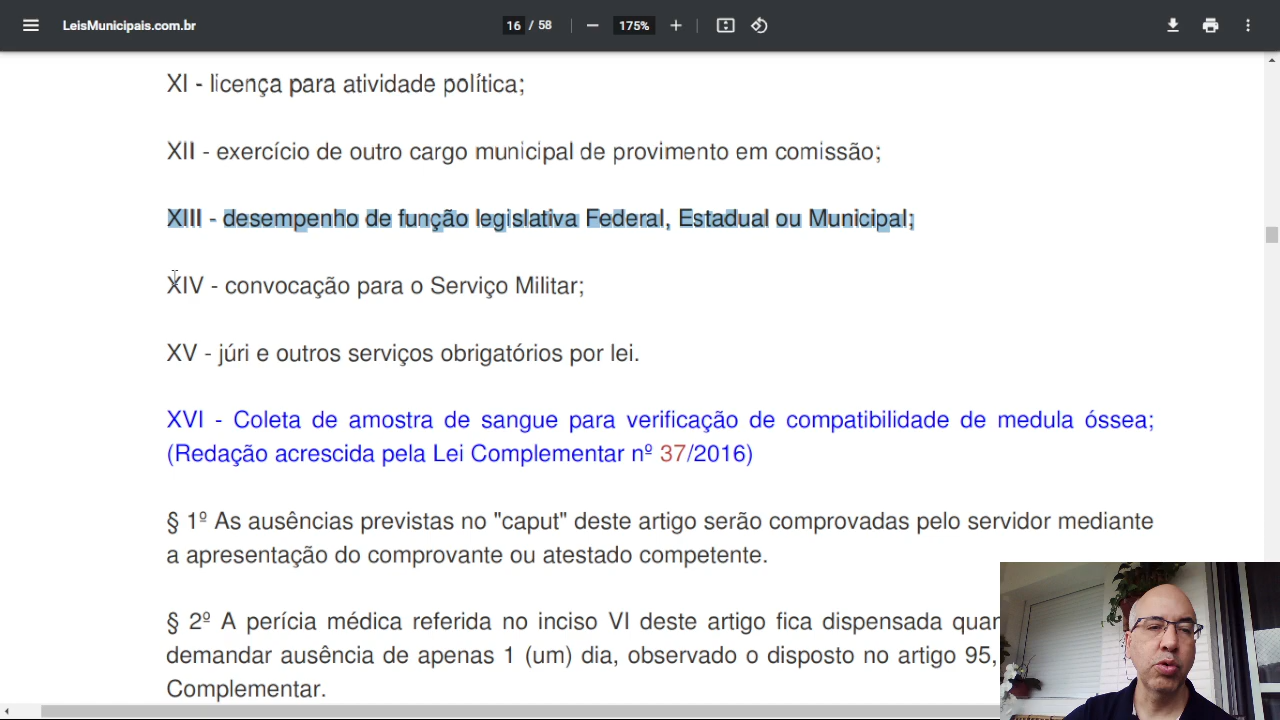 LeisMunicipais.com.br 16 / 58 175%
XI - licença para atividade política;
XII - exercício de outro cargo municipal de provimento em comissão;
XIII - desempenho de função legislativa Federal, Estadual ou Municipal;
XIV - convocação para o Serviço Militar;
XV - júri e outros serviços obrigatórios por lei.
XVI - Coleta de amostra de sangue para verificação de compatibilidade de medula óssea;
(Redação acrescida pela Lei Complementar nº 37/2016)
§ 1º As ausências previstas no "caput" deste artigo serão comprovadas pelo servidor mediante
a apresentação do comprovante ou atestado competente.
§ 2º A perícia médica referida no inciso VI deste artigo fica dispensada
demandar ausência de apenas 1 (um) dia, observado o disposto no artigo 95,
Complementar.